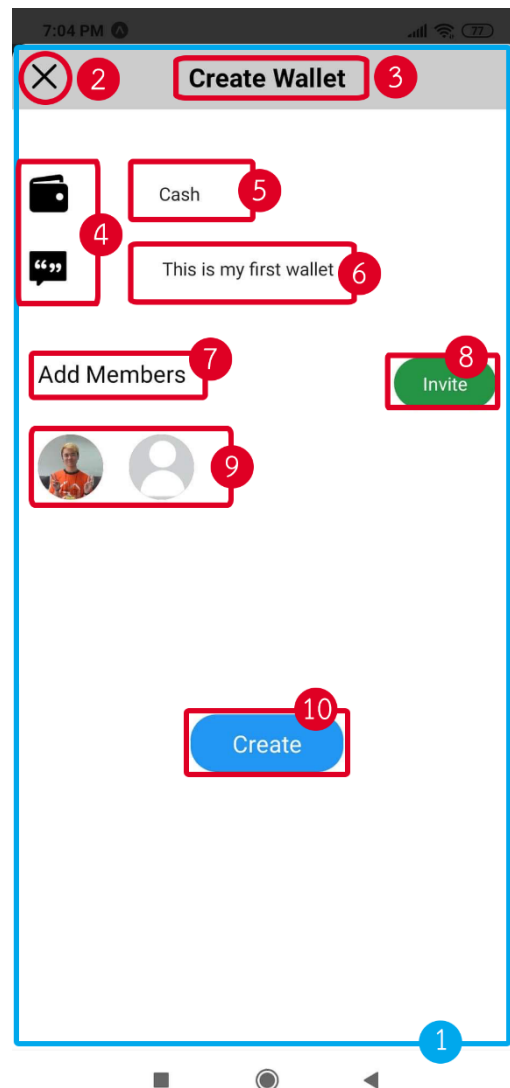 7:04 PM 77
2 Create Wallet 3
Cash 5
4
“”
This is my first wallet 6
7
Add Members
8
Invite
9
10
Create
1